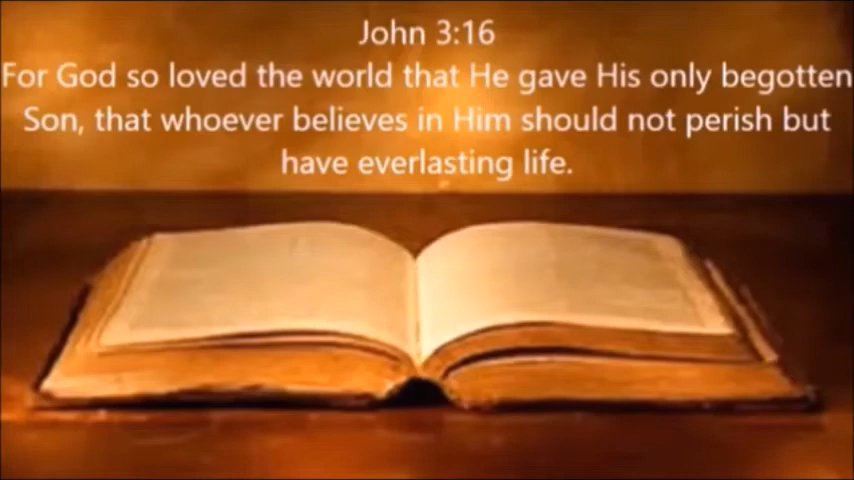 John 3:16
For God so loved the world that He gave His only begotten
Son, that whoever believes in Him should not perish but
have everlasting life.